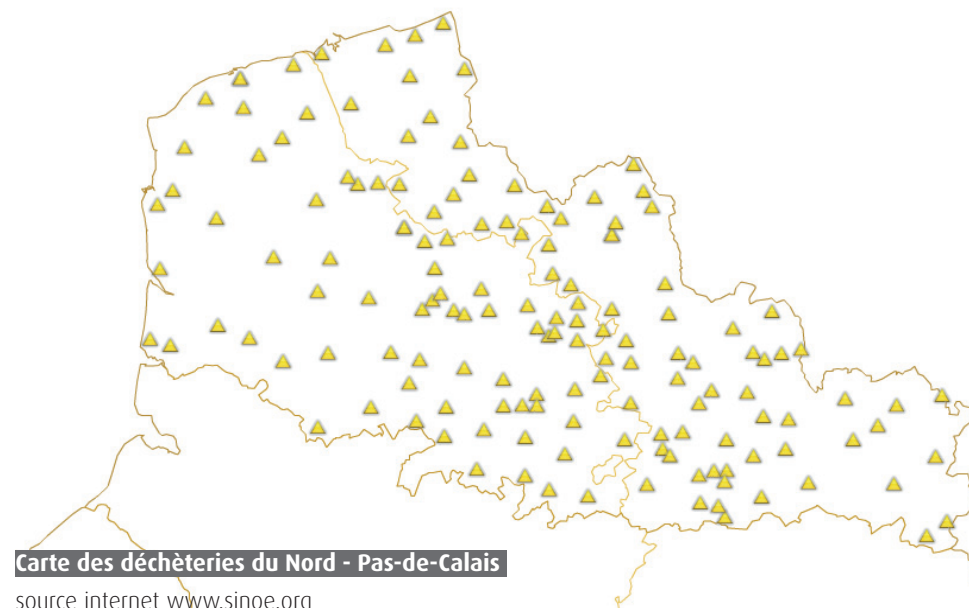 Carte des déchèteries du Nord - Pas-de-Calais
source internet www.sinoe.org